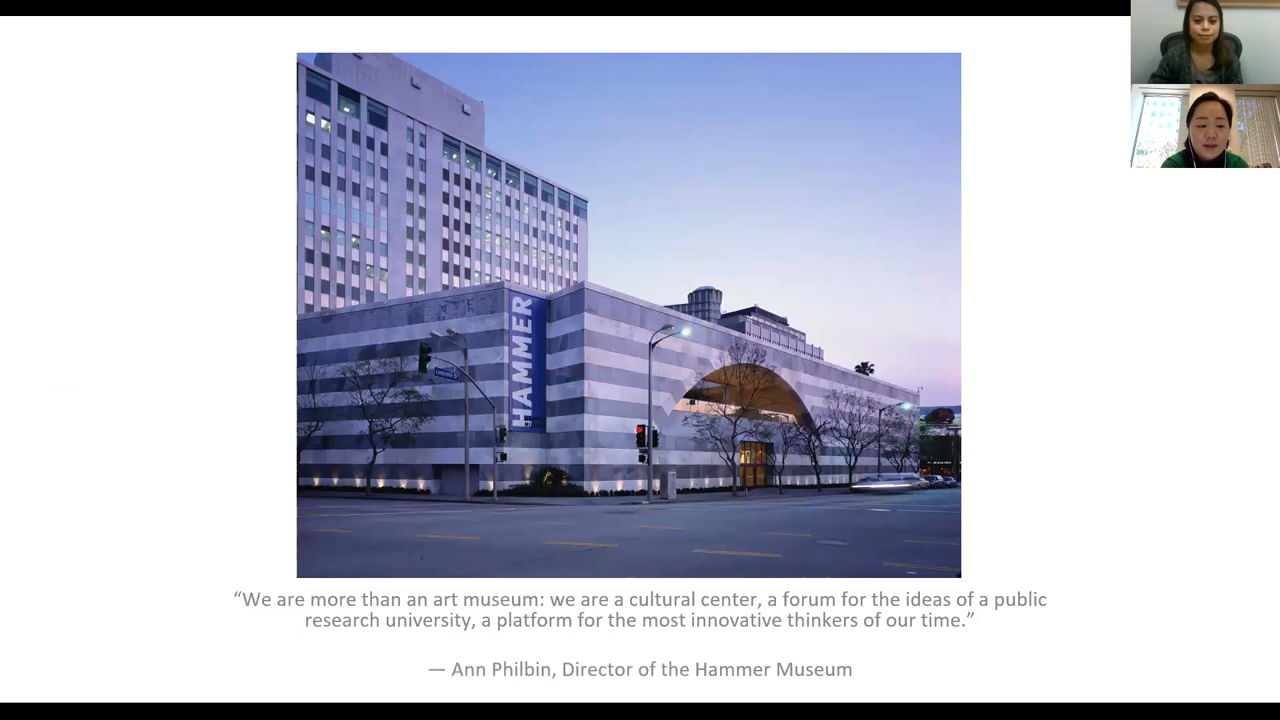 HAMMER
“We are more than an art museum: we are a cultural center, a forum for the ideas of a public
research university, a platform for the most innovative thinkers of our time.”
— Ann Philbin, Director of the Hammer Museum